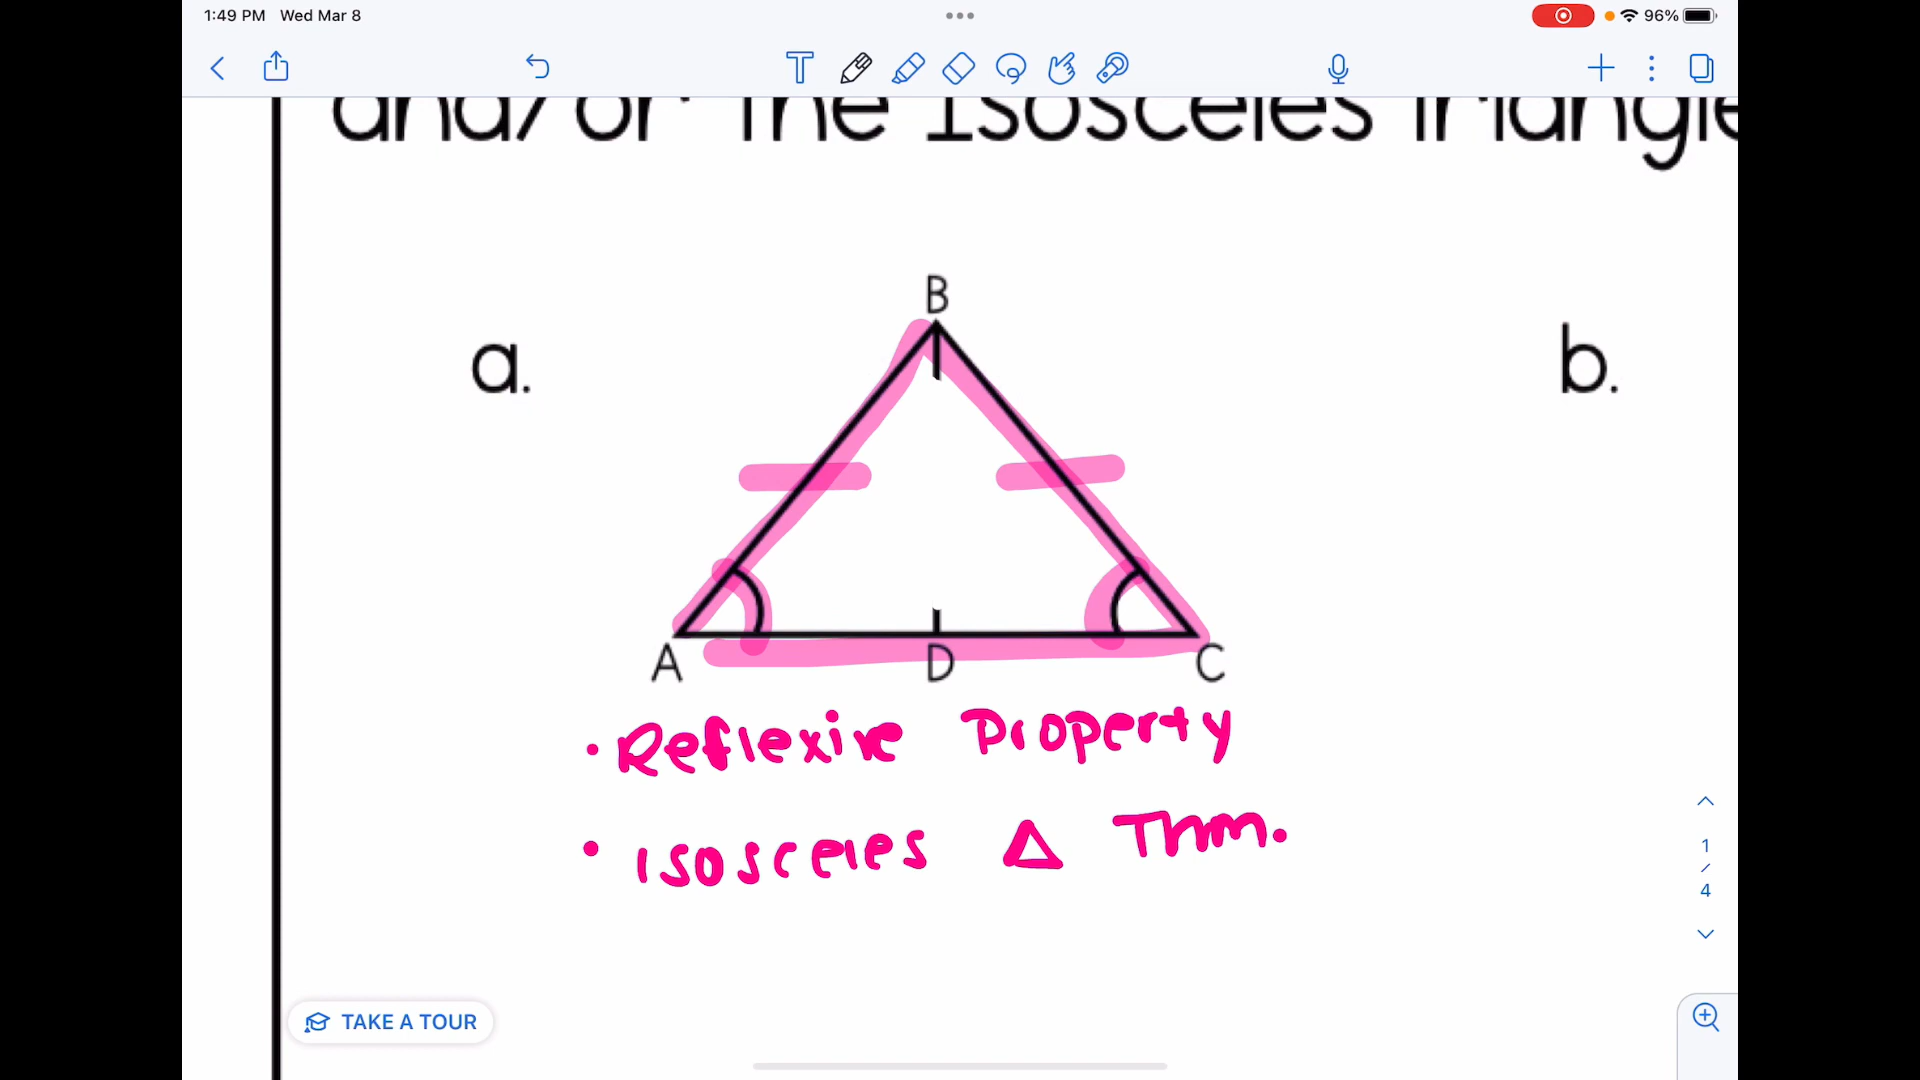 1:49 PM Wed Mar 8
96%
and/or the Isosceles Triangle
B
a.
b.
A
D
C
• Reflexive Property
• Isosceles Δ Thm.
1
/
4
TAKE A TOUR